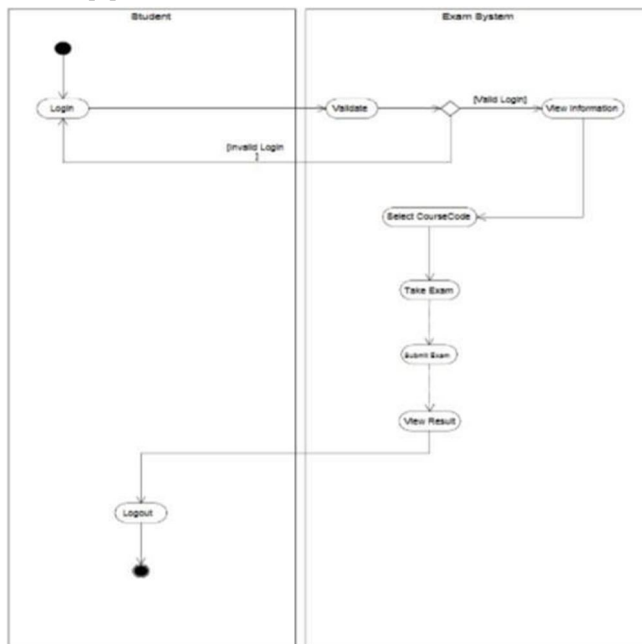 Student
Exam System
Login
Validate
[Valid Login]
View Information
[Invalid Login
]
Select CourseCode
Take Exam
Submit Exam
View Result
Logout